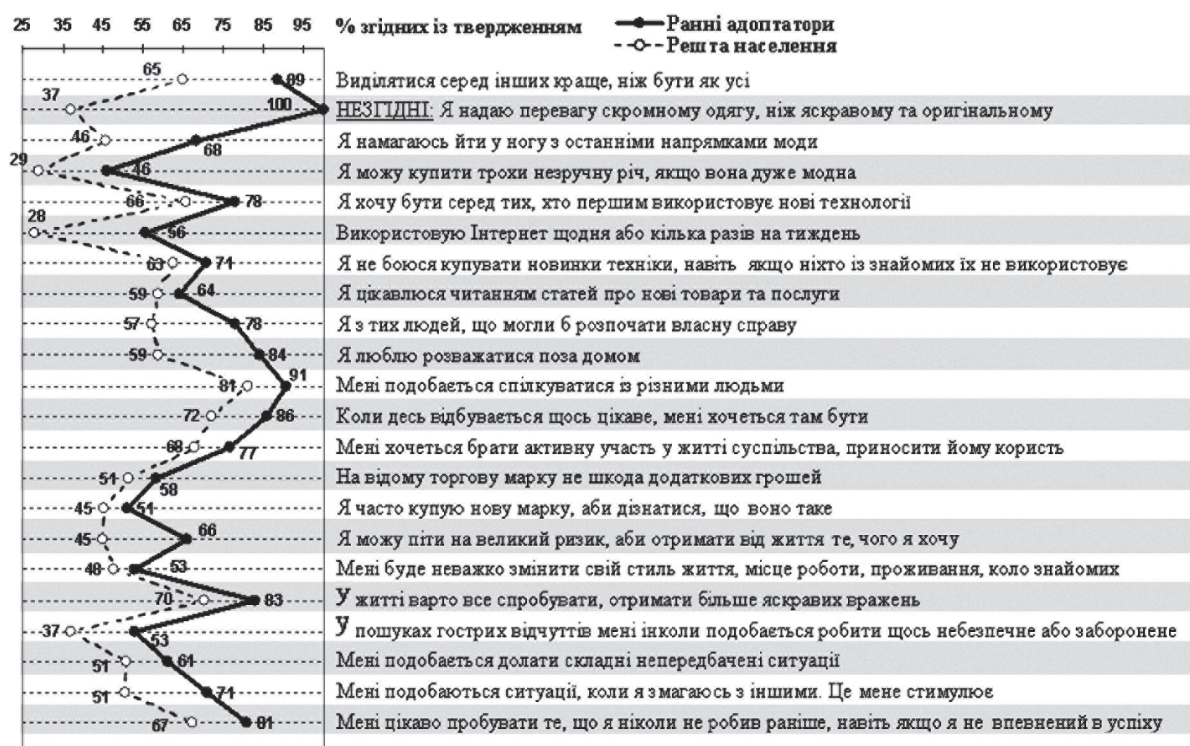 25 35 45 55 65 75 85 95 % згідних із твердженням Ранні адоптатори
Решта населення
65 89 Виділятися серед інших краще, ніж бути як усі
37 100 НЕЗГІДНІ: Я надаю перевагу скромному одягу, ніж яскравому та оригінальному
46 68 Я намагаюсь йти у ногу з останніми напрямками моди
29 46 Я можу купити трохи незручну річ, якщо вона дуже модна
66 78 Я хочу бути серед тих, хто першим використовує нові технології
28 56 Використовую Інтернет щодня або кілька разів на тиждень
63 71 Я не боюся купувати новинки техніки, навіть якщо ніхто із знайомих їх не використовує
59 64 Я цікавлюся читанням статей про нові товари та послуги
57 78 Я з тих людей, що могли б розпочати власну справу
59 84 Я люблю розважатися поза домом
81 91 Мені подобається спілкуватися із різними людьми
72 86 Коли десь відбувається щось цікаве, мені хочеться там бути
68 77 Мені хочеться брати активну участь у житті суспільства, приносити йому користь
51 58 На відому торгову марку не шкода додаткових грошей
45 51 Я часто купую нову марку, аби дізнатися, що воно таке
45 66 Я можу піти на великий ризик, аби отримати від життя те, чого я хочу
48 53 Мені буде неважко змінити свій стиль життя, місце роботи, проживання, коло знайомих
70 83 У житті варто все спробувати, отримати більше яскравих вражень
37 53 У пошуках гострих відчуттів мені інколи подобається робити щось небезпечне або заборонене
51 61 Мені подобається долати складні непередбачені ситуації
51 71 Мені подобаються ситуації, коли я змагаюсь з іншими. Це мене стимулює
67 81 Мені цікаво пробувати те, що я ніколи не робив раніше, навіть якщо я не впевнений в успіху